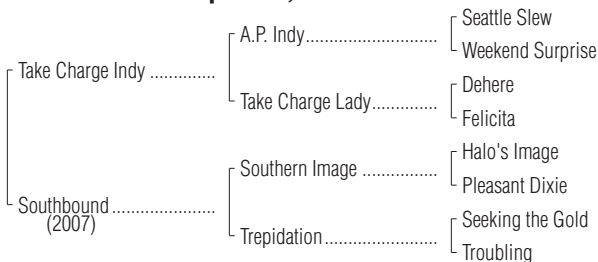 Seattle Slew
A.P. Indy..............................
Weekend Surprise
Take Charge Indy ...............
Dehere
Take Charge Lady...............
Felicita
Halo's Image
Southern Image .................
Pleasant Dixie
Southbound .......................
(2007)
Seeking the Gold
Trepidation..........................
Troubling